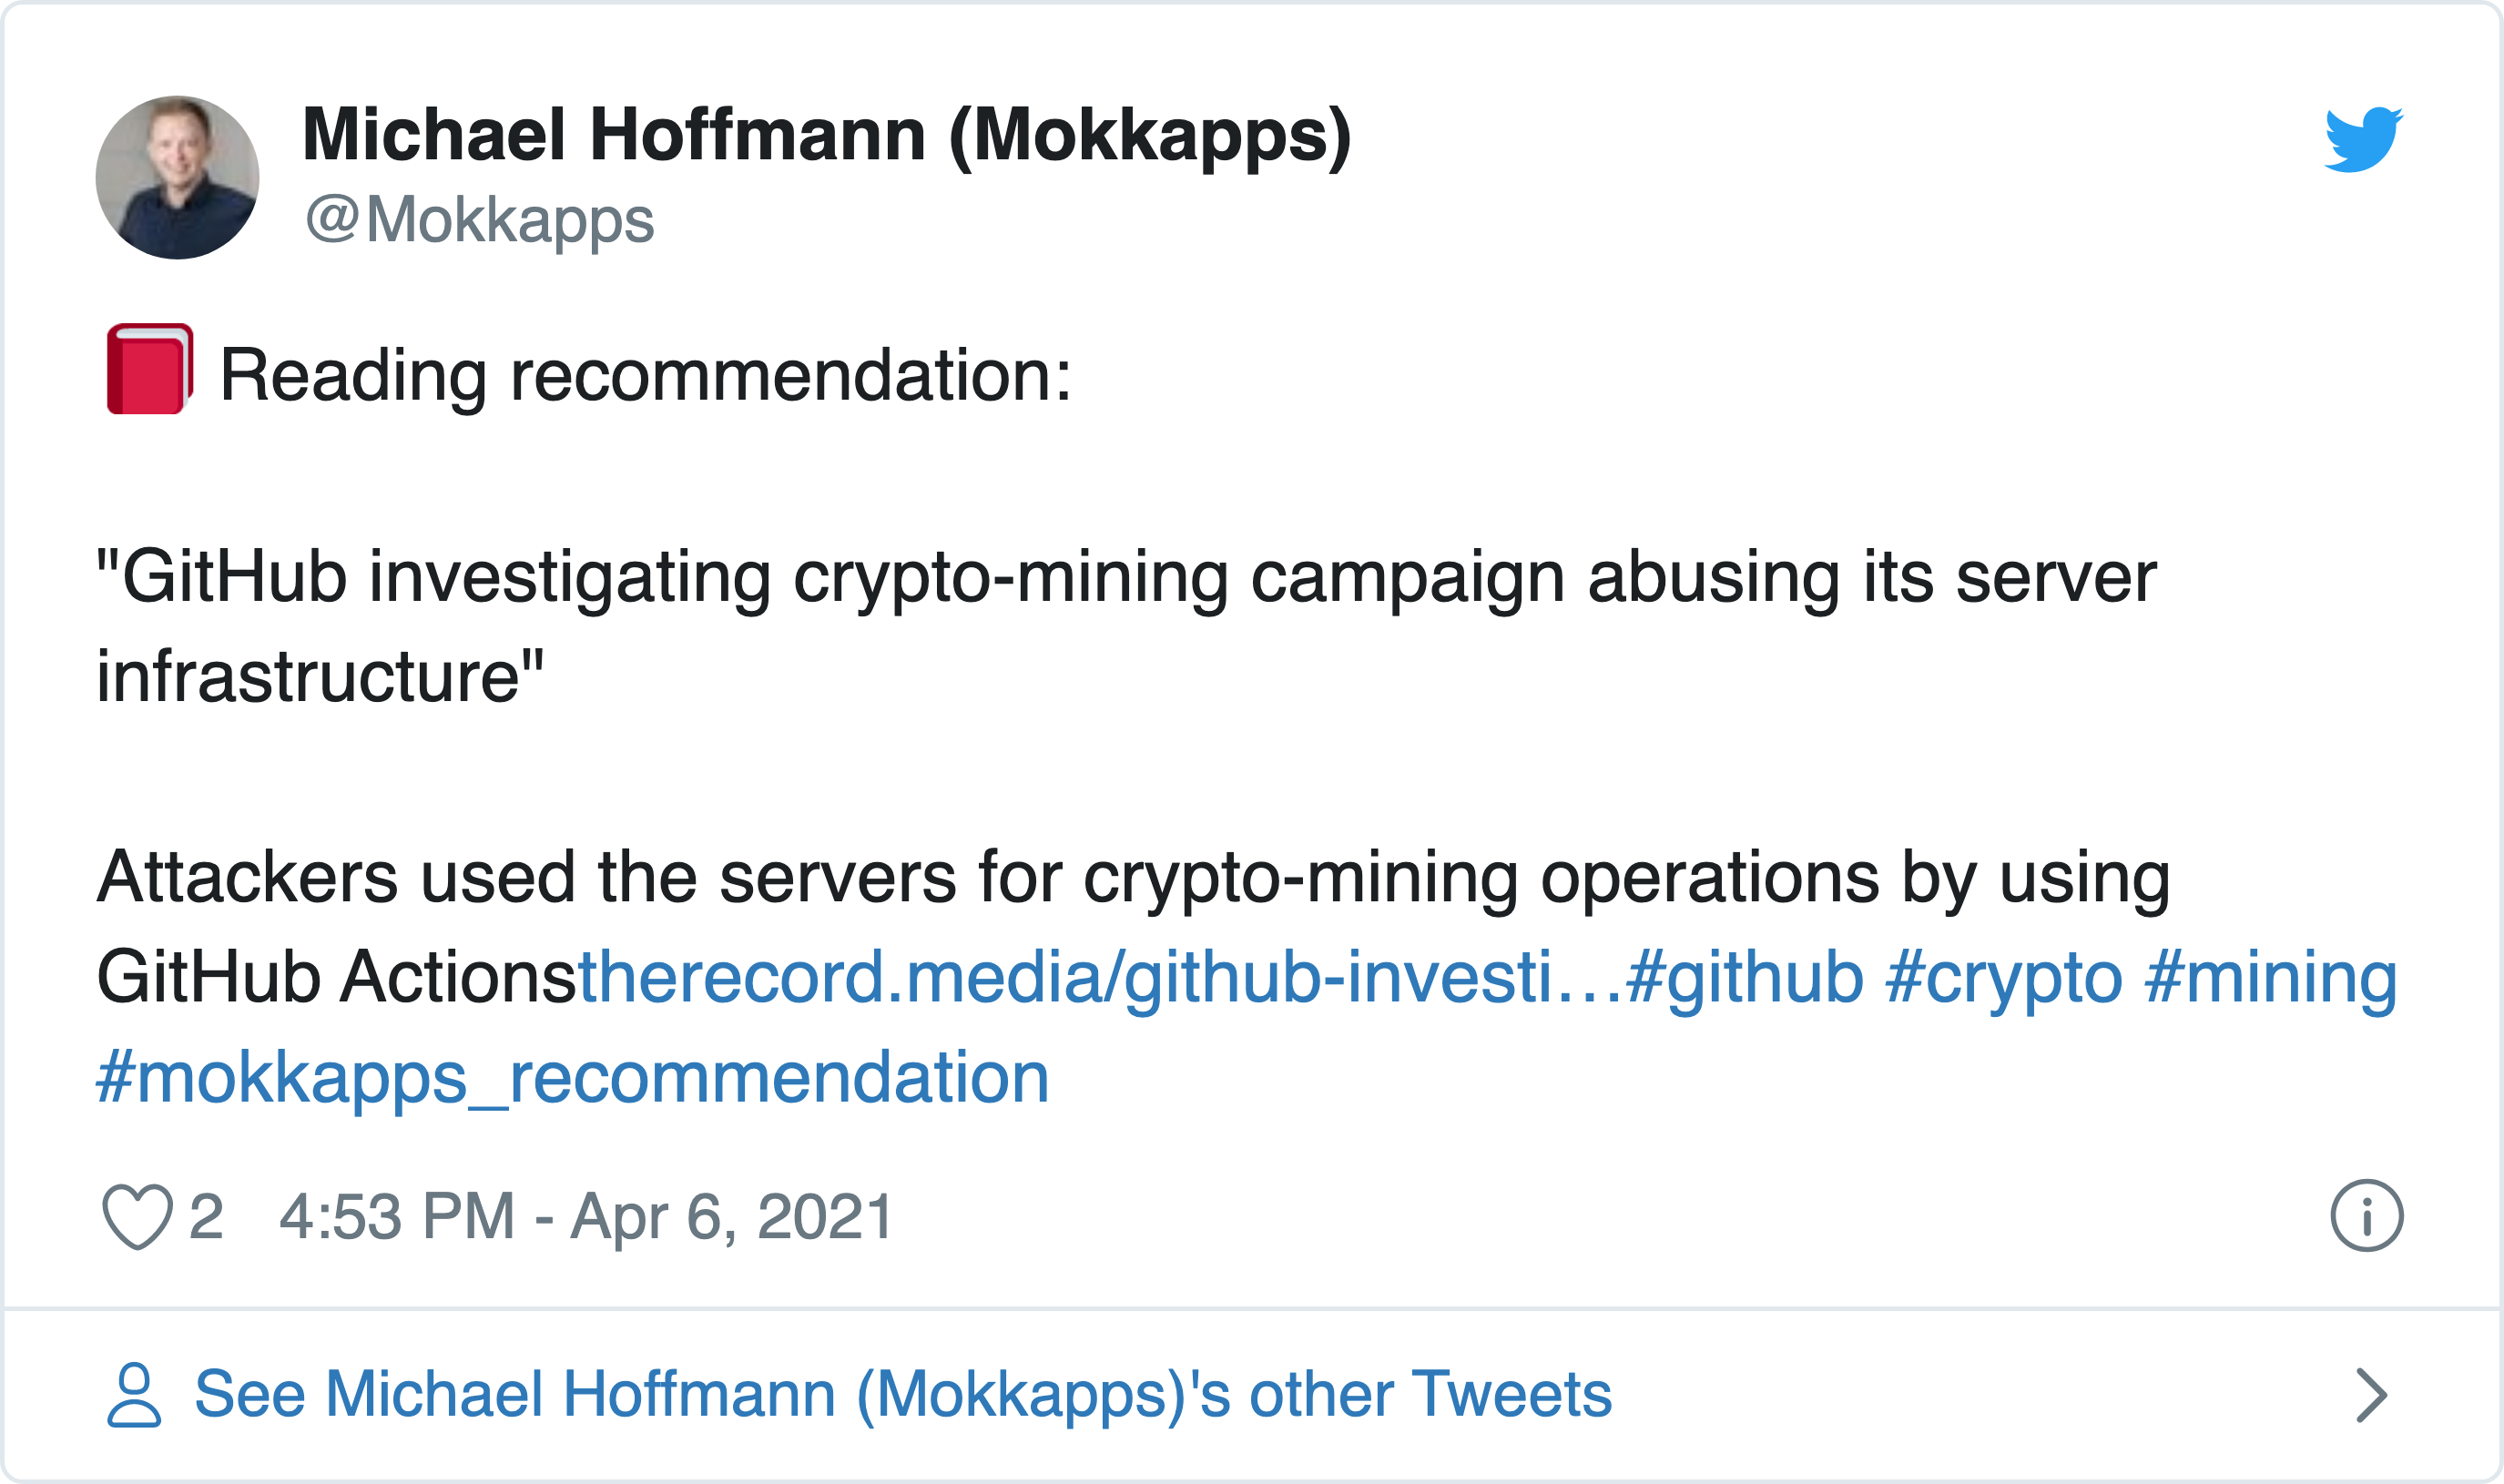 Michael Hoffmann (Mokkapps)
@Mokkapps
📕 Reading recommendation:
"GitHub investigating crypto-mining campaign abusing its server
infrastructure"
Attackers used the servers for crypto-mining operations by using
GitHub Actionstherecord.media/github-investi…#github #crypto #mining
#mokkapps_recommendation
2 4:53 PM - Apr 6, 2021
See Michael Hoffmann (Mokkapps)'s other Tweets